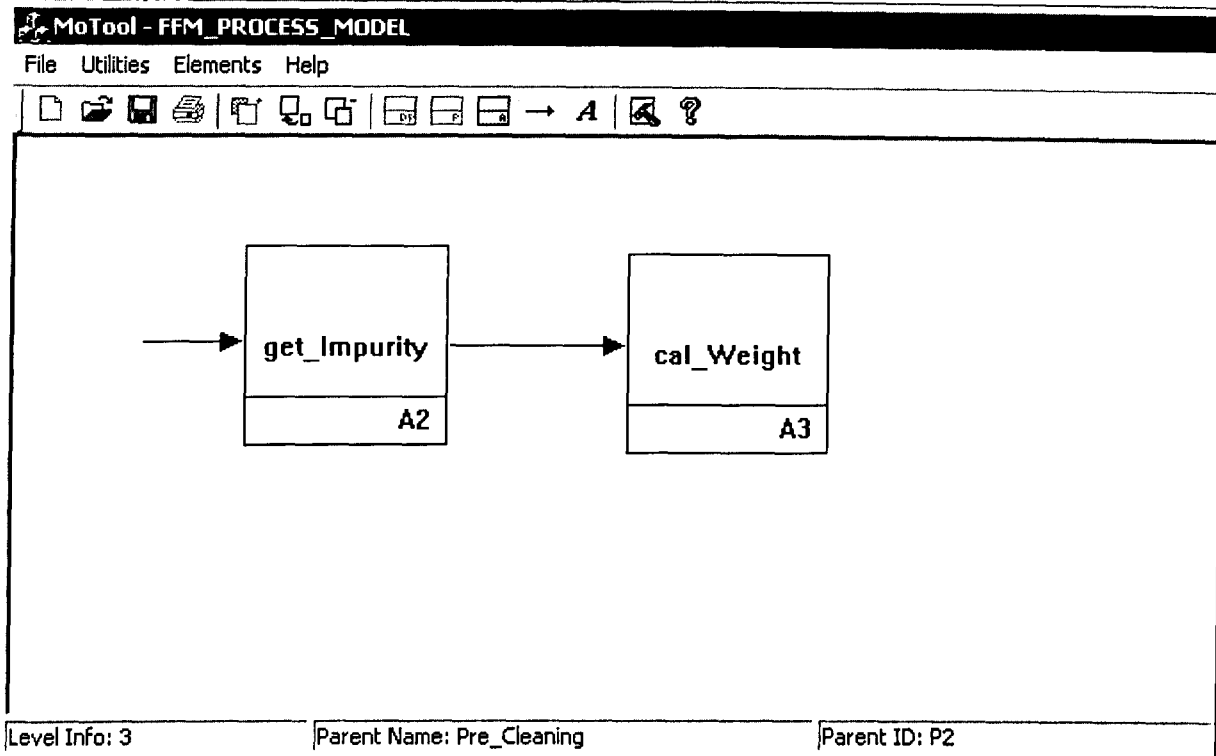 MoTool - FFM_PROCESS_MODEL
File Utilities Elements Help
A
get_Impurity
cal_Weight
A2
A3
Level Info: 3 Parent Name: Pre_Cleaning Parent ID: P2